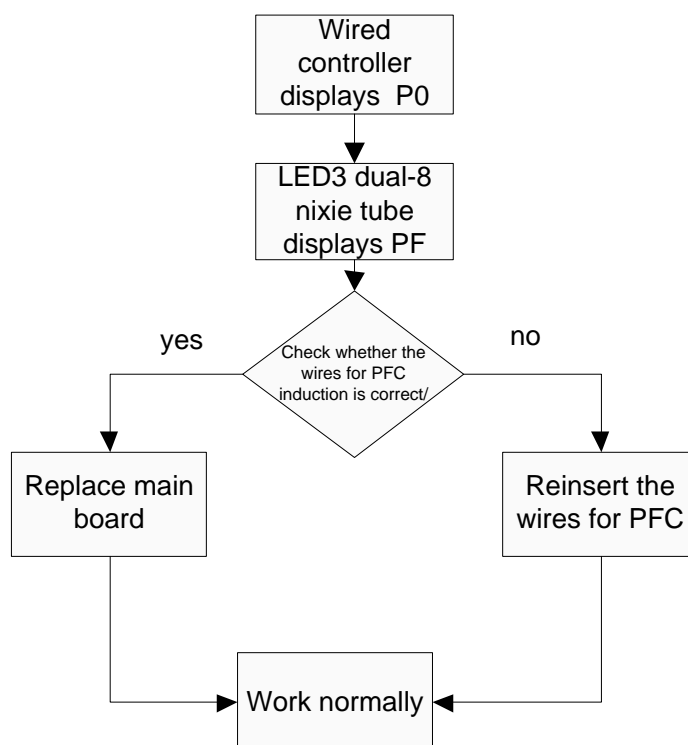 Wired
controller
displays P0
LED3 dual-8
nixie tube
displays PF
yes
no
Check whether the
wires for PFC
induction is correct/
Replace main
board
Reinsert the
wires for PFC
Work normally